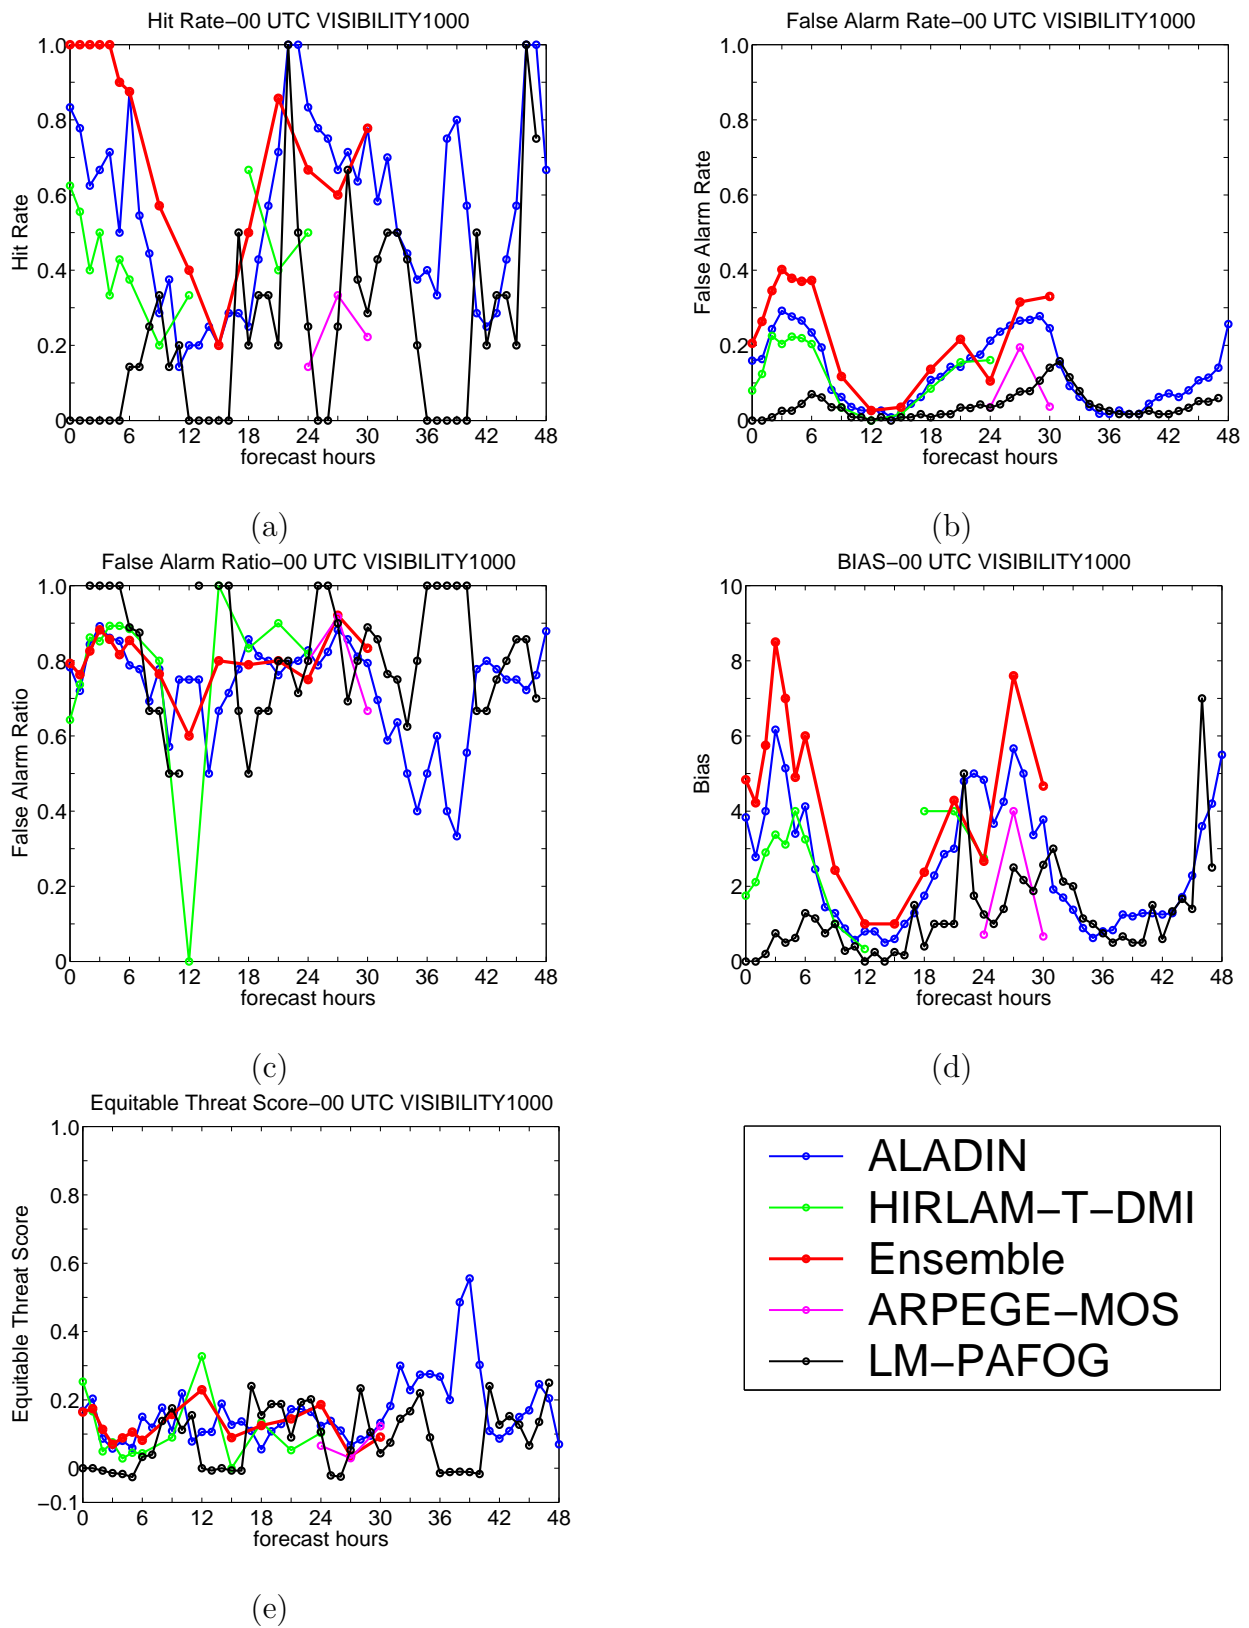 Hit Rate−00 UTC VISIBILITY1000
1.0
0.8
0.6
0.4
0.2
0
Hit Rate
0 6 12 18 24 30 36 42 48
forecast hours
(a)
False Alarm Rate−00 UTC VISIBILITY1000
1.0
0.8
0.6
0.4
0.2
0
False Alarm Rate
0 6 12 18 24 30 36 42 48
forecast hours
(b)
False Alarm Ratio−00 UTC VISIBILITY1000
1.0
0.8
0.6
0.4
0.2
0
False Alarm Ratio
0 6 12 18 24 30 36 42 48
forecast hours
(c)
BIAS−00 UTC VISIBILITY1000
10
8
6
4
2
0
Bias
0 6 12 18 24 30 36 42 48
forecast hours
(d)
Equitable Threat Score−00 UTC VISIBILITY1000
1.0
0.8
0.6
0.4
0.2
0
−0.1
Equitable Threat Score
0 6 12 18 24 30 36 42 48
forecast hours
(e)
ALADIN
HIRLAM−T−DMI
Ensemble
ARPEGE−MOS
LM−PAFOG